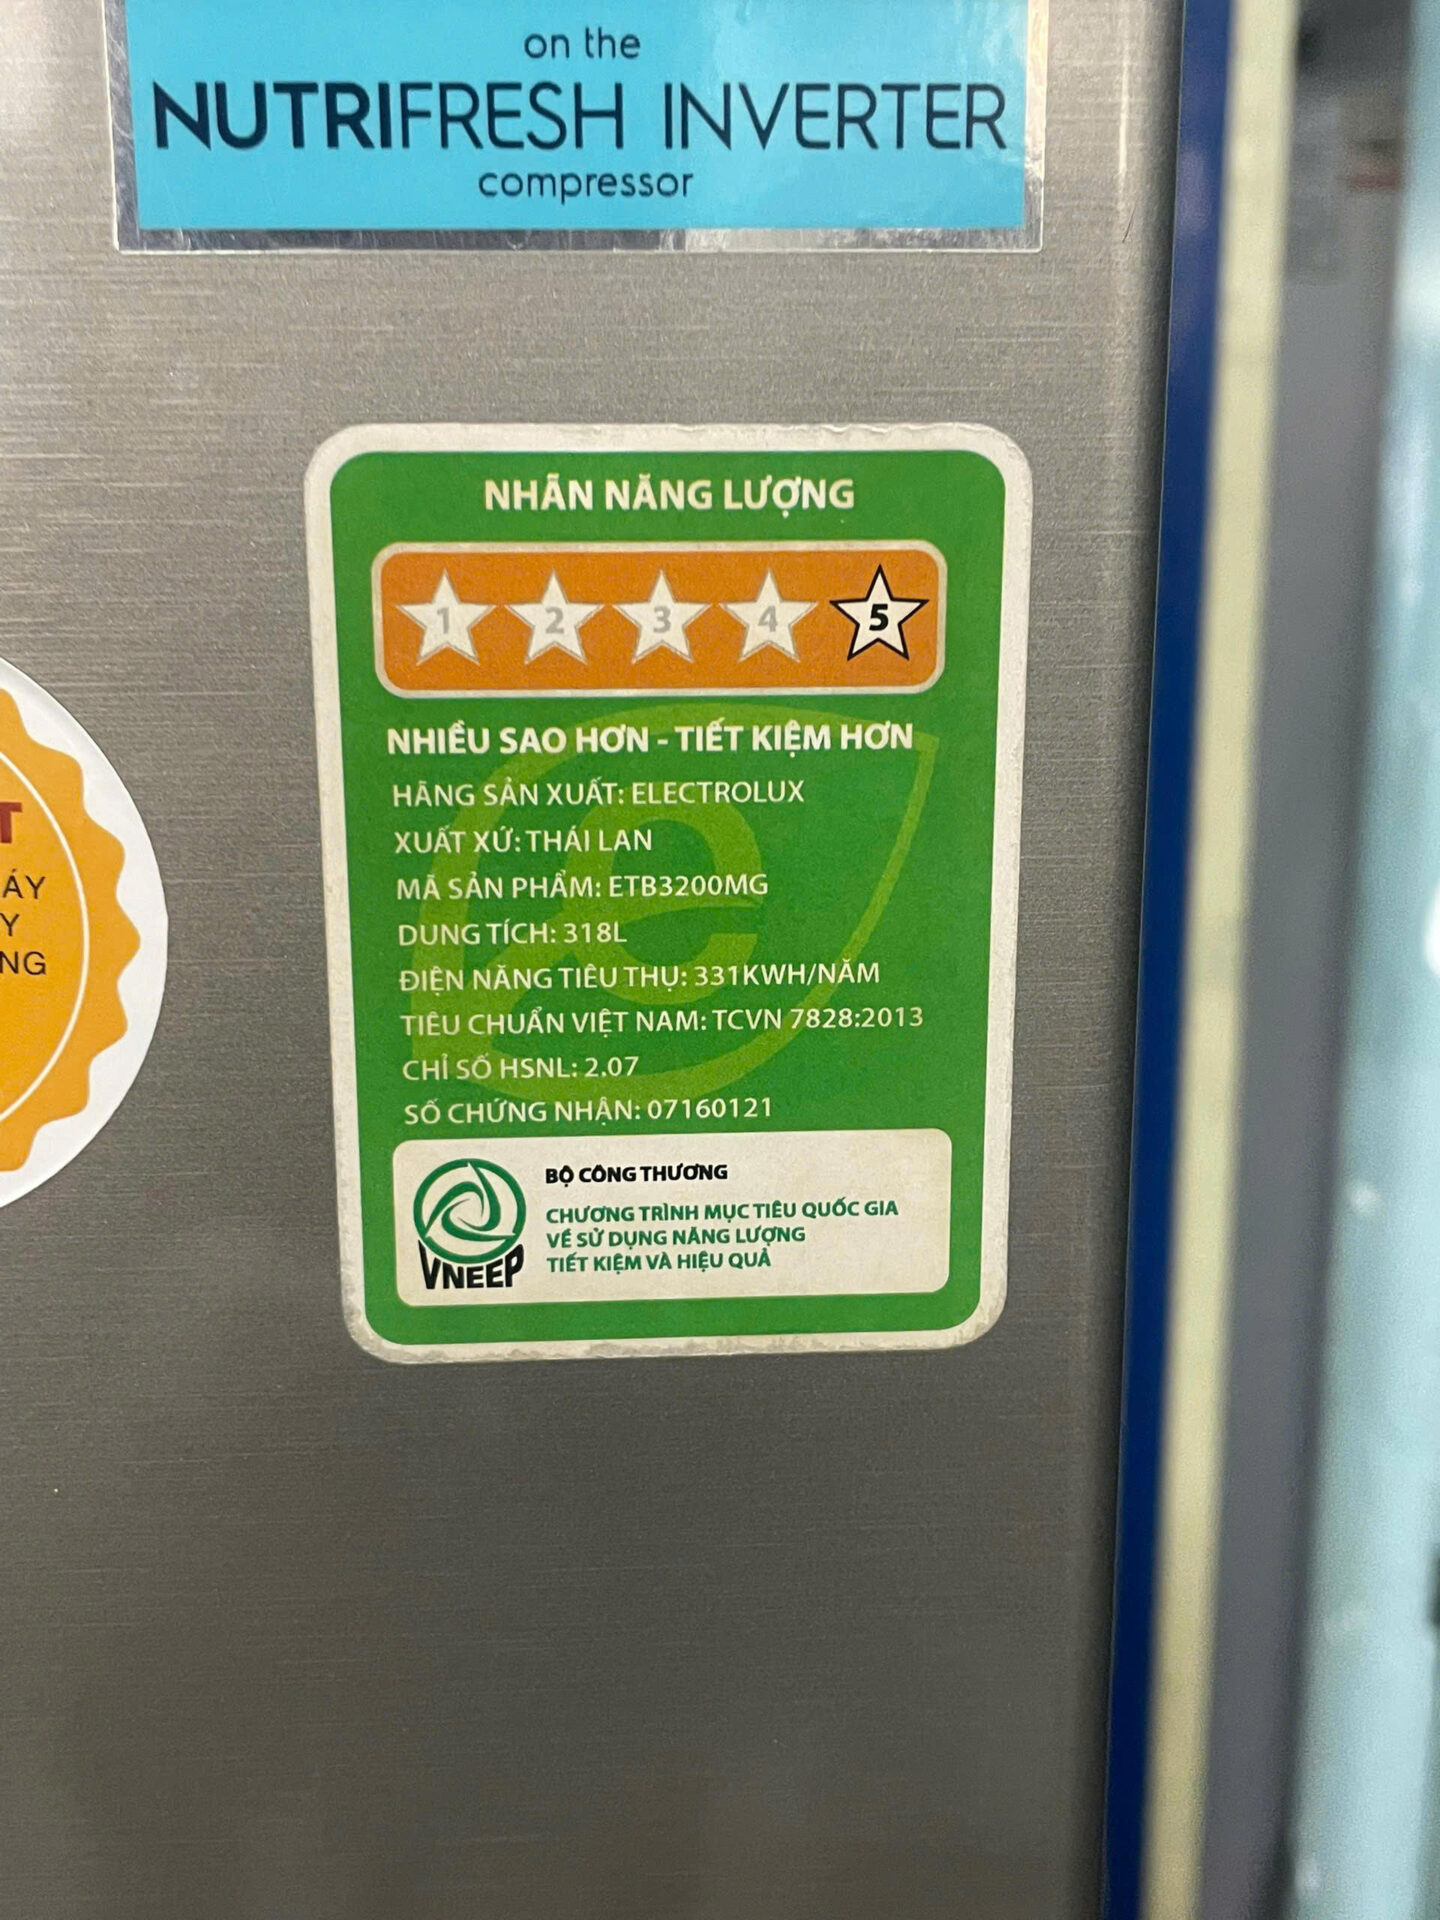 on the
NUTRIFRESH INVERTER
compressor
NHÃN NĂNG LƯỢNG
1 2 3 4 5
NHIỀU SAO HƠN - TIẾT KIỆM HƠN
HÃNG SẢN XUẤT: ELECTROLUX
XUẤT XỨ: THÁI LAN
MÃ SẢN PHẨM: ETB3200MG
DUNG TÍCH: 318L
ĐIỆN NĂNG TIÊU THỤ: 331KWH/NĂM
TIÊU CHUẨN VIỆT NAM: TCVN 7828:2013
CHỈ SỐ HSNL: 2.07
SỐ CHỨNG NHẬN: 07160121
BỘ CÔNG THƯƠNG
CHƯƠNG TRÌNH MỤC TIÊU QUỐC GIA
VỀ SỬ DỤNG NĂNG LƯỢNG
TIẾT KIỆM VÀ HIỆU QUẢ
VNEEP